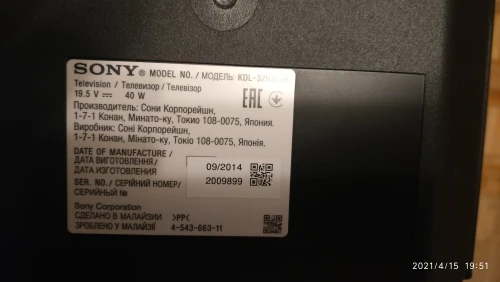 SONY® MODEL NO. / МОДЕЛЬ:
Television / Телевизор / Телевізор
19.5 V 40 W
EAC
Производитель: Сони Корпорейшн,
1-7-1 Конан, Минато-ку, Токио 108-0075, Япония.
Виробник: Соні Корпорейшн,
1-7-1 Конан, Мінато-ку, Токіо 108-0075, Японія.
DATE OF MANUFACTURE /
ДАТА ВИГОТОВЛЕННЯ /
ДАТА ИЗГОТОВЛЕНИЯ
09/2014
SER. NO. / СЕРІЙНИЙ НОМЕР/
СЕРИЙНЫЙ №
2009899
Sony Corporation
СДЕЛАНО В МАЛАЙЗИИ >PP<
ЗРОБЛЕНО У МАЛАЙЗІЇ 4-543-663-11
2021/4/15 19:51